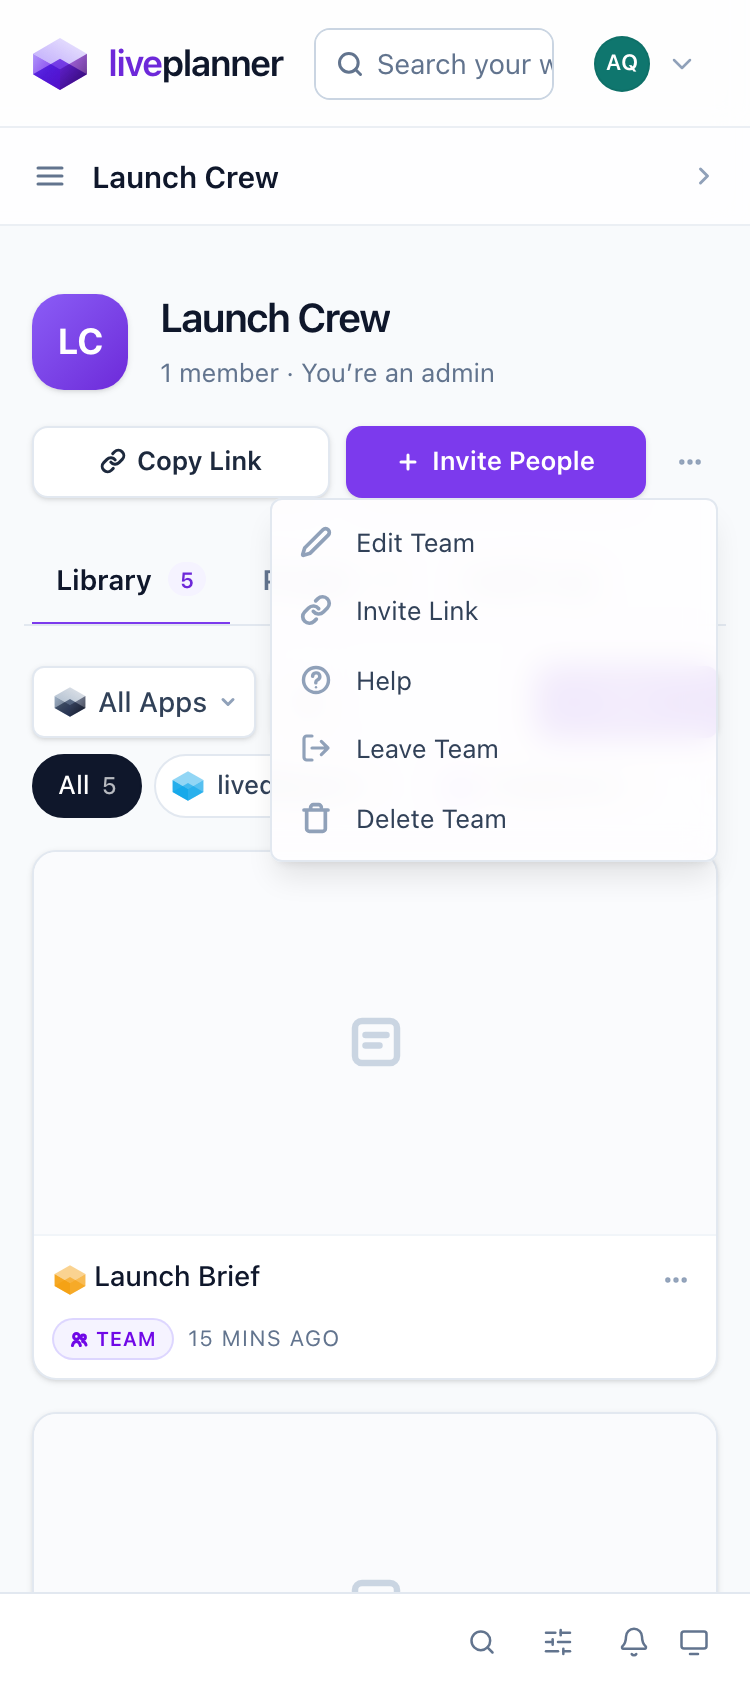 liveplanner
Search your w
AQ
Launch Crew
LC
Launch Crew
1 member · You’re an admin
Copy Link
+ Invite People
Edit Team
Invite Link
Help
Leave Team
Delete Team
Library 5
All Apps
All 5
Launch Brief
TEAM
15 MINS AGO